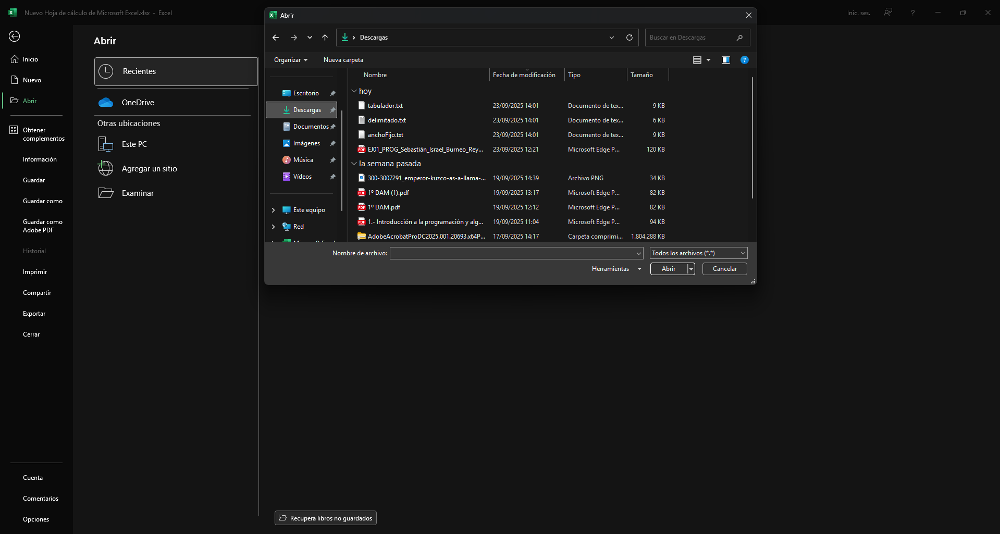 Nuevo Hoja de cálculo de Microsoft Excel.xlsx - Excel
Inic. ses.
?
Inicio
Nuevo
Abrir
Obtener
complementos
Información
Guardar
Guardar como
Guardar como
Adobe PDF
Historial
Imprimir
Compartir
Exportar
Cerrar
Cuenta
Comentarios
Opciones
Abrir
Recientes
OneDrive
Otras ubicaciones
Este PC
Agregar un sitio
Examinar
Abrir
Descargas
Buscar en Descargas
Organizar
Nueva carpeta
?
Escritorio
Descargas
Documentos
Imágenes
Música
Vídeos
Este equipo
Red
Nombre Fecha de modificación Tipo Tamaño
hoy
tabulador.txt 23/09/2025 14:01 Documento de tex... 9 KB
delimitado.txt 23/09/2025 14:01 Documento de tex... 6 KB
anchoFijo.txt 23/09/2025 14:01 Documento de tex... 9 KB
EJ01_PROG_Sebastián_Israel_Burneo_Rey... 23/09/2025 12:21 Microsoft Edge P... 120 KB
la semana pasada
300-3007291_emperor-kuzco-as-a-llama-... 19/09/2025 14:39 Archivo PNG 34 KB
1º DAM (1).pdf 19/09/2025 13:17 Microsoft Edge P... 82 KB
1º DAM.pdf 19/09/2025 12:12 Microsoft Edge P... 82 KB
1.- Introducción a la programación y alg... 19/09/2025 11:04 Microsoft Edge P... 94 KB
AdobeAcrobatProDC2025.001.20693.x64P... 17/09/2025 14:17 Carpeta comprimi... 1.804.288 KB
Nombre de archivo:
Todos los archivos (*.*)
Herramientas
Abrir
Cancelar
Recupera libros no guardados